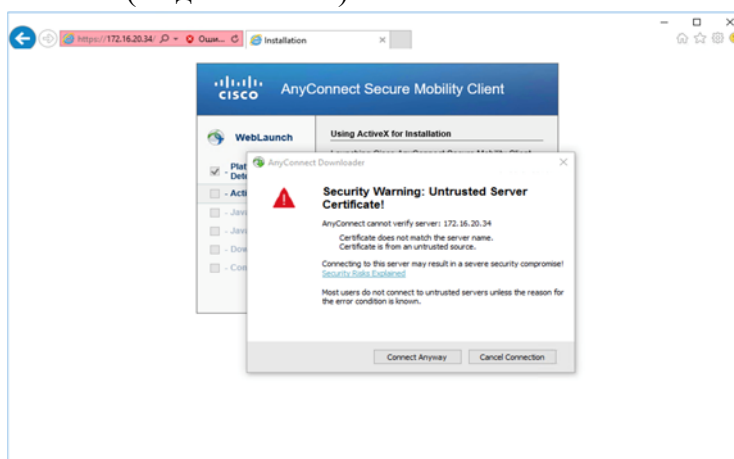 https://172.16.20.34/
Оши...
Installation
CISCO
AnyConnect Secure Mobility Client
WebLaunch
Using ActiveX for Installation
Plat
Dete
- Acti
- Java
- Java
- Dow
- Con
AnyConnect Downloader
Security Warning: Untrusted Server
Certificate!
AnyConnect cannot verify server: 172.16.20.34
Certificate does not match the server name.
Certificate is from an untrusted source.
Connecting to this server may result in a severe security compromise!
Security Risks Explained
Most users do not connect to untrusted servers unless the reason for
the error condition is known.
Connect Anyway
Cancel Connection